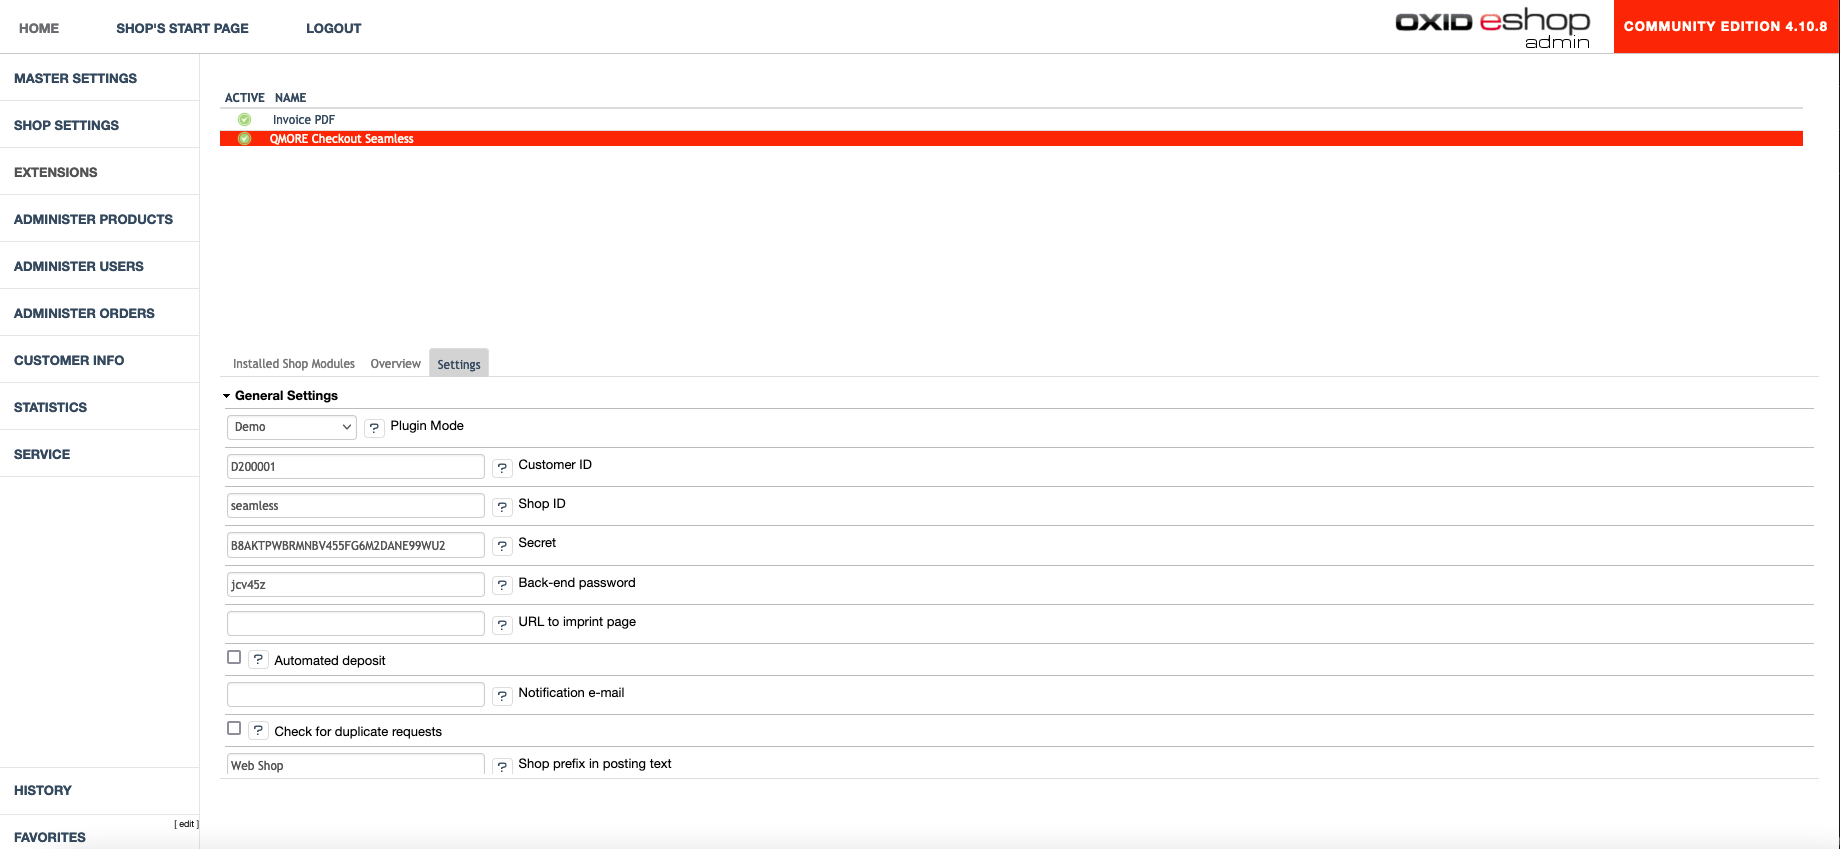 HOME SHOP'S START PAGE LOGOUT
OXID eshop
admin
COMMUNITY EDITION 4.10.8
MASTER SETTINGS
SHOP SETTINGS
EXTENSIONS
ADMINISTER PRODUCTS
ADMINISTER USERS
ADMINISTER ORDERS
CUSTOMER INFO
STATISTICS
SERVICE
HISTORY
[ edit ]
FAVORITES
ACTIVE NAME
Invoice PDF
QMORE Checkout Seamless
Installed Shop Modules Overview Settings
General Settings
Demo ? Plugin Mode
D200001 ? Customer ID
seamless ? Shop ID
B8AKTPWBRMNBV455FG6M2DANE99WU2 ? Secret
jcv45z ? Back-end password
? URL to imprint page
? Automated deposit
? Notification e-mail
? Check for duplicate requests
Web Shop ? Shop prefix in posting text